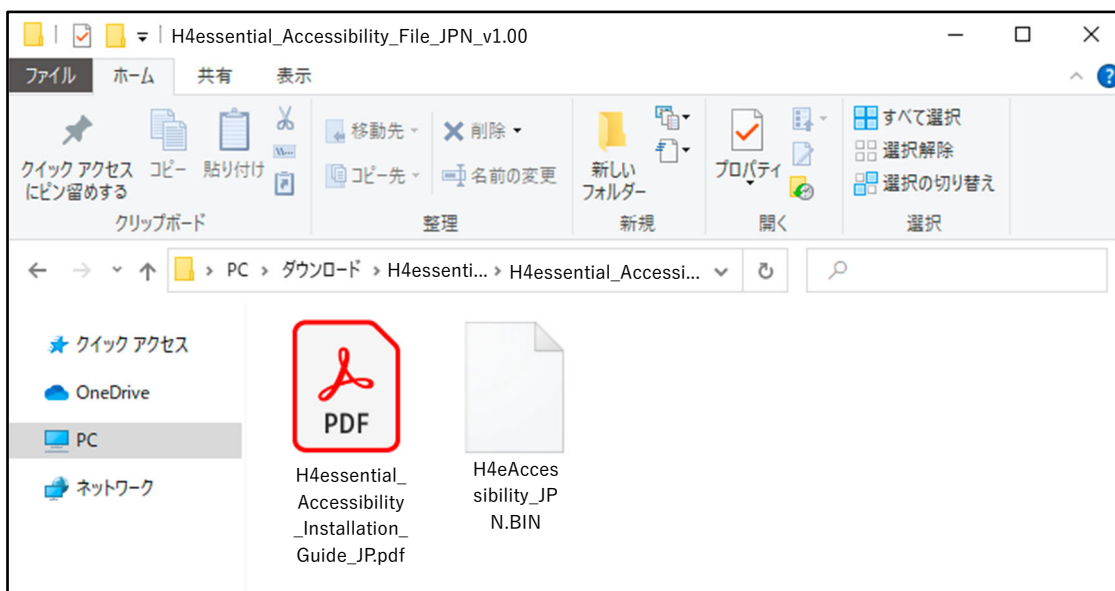 H4essential_Accessibility_File_JPN_v1.00
ファイル ホーム 共有 表示
クイック アクセス
にピン留めする
コピー
貼り付け
クリップボード
移動先
コピー先
削除
名前の変更
整理
新しい
フォルダー
新規
プロパティ
開く
すべて選択
選択解除
選択の切り替え
選択
PC ダウンロード H4essenti... H4essential_Accessi...
クイック アクセス
OneDrive
PC
ネットワーク
PDF
H4essential_
Accessibility
_Installation_
Guide_JP.pdf
H4eAcces
sibility_JP
N.BIN